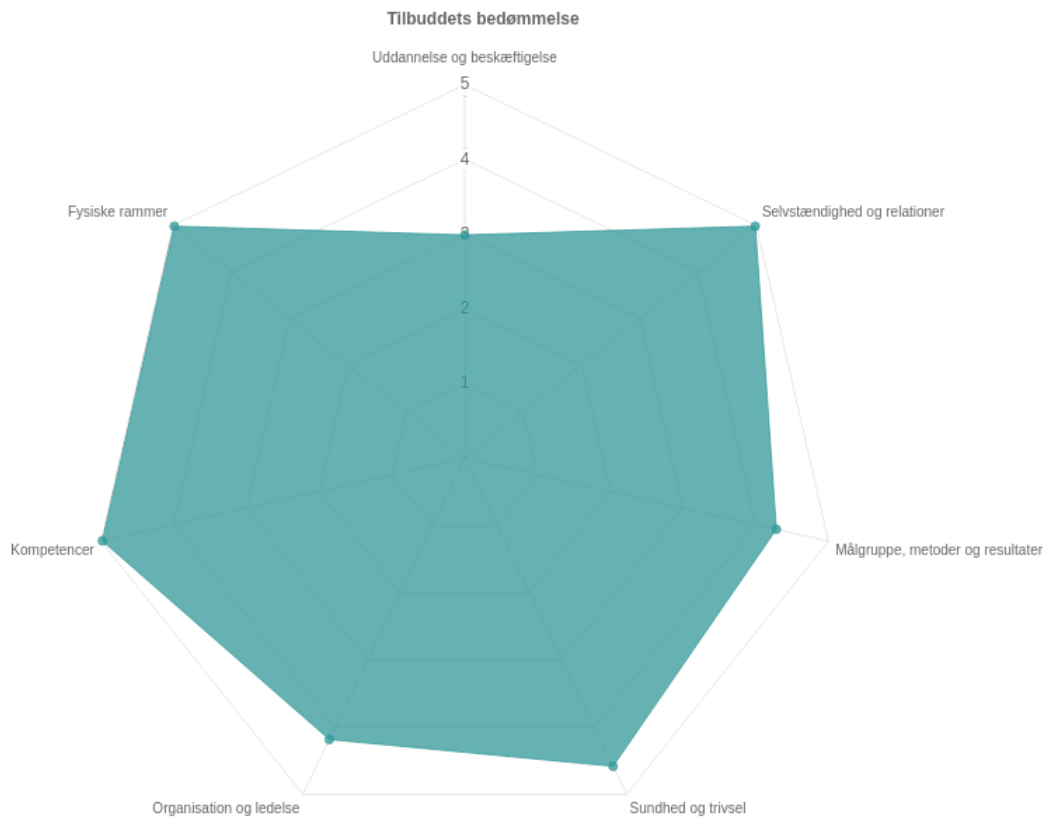 Tilbuddets bedømmelse
Uddannelse og beskæftigelse
5
4
Fysiske rammer
Selvstændighed og relationer
3
2
1
Kompetencer
Målgruppe, metoder og resultater
Organisation og ledelse
Sundhed og trivsel